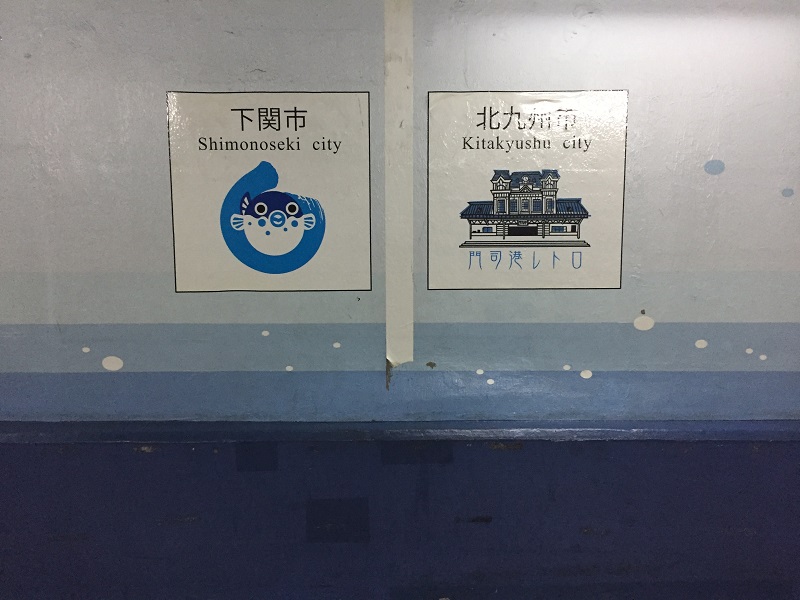 下関市
Shimonoseki city
北九州市
Kitakyushu city
門司港レトロ